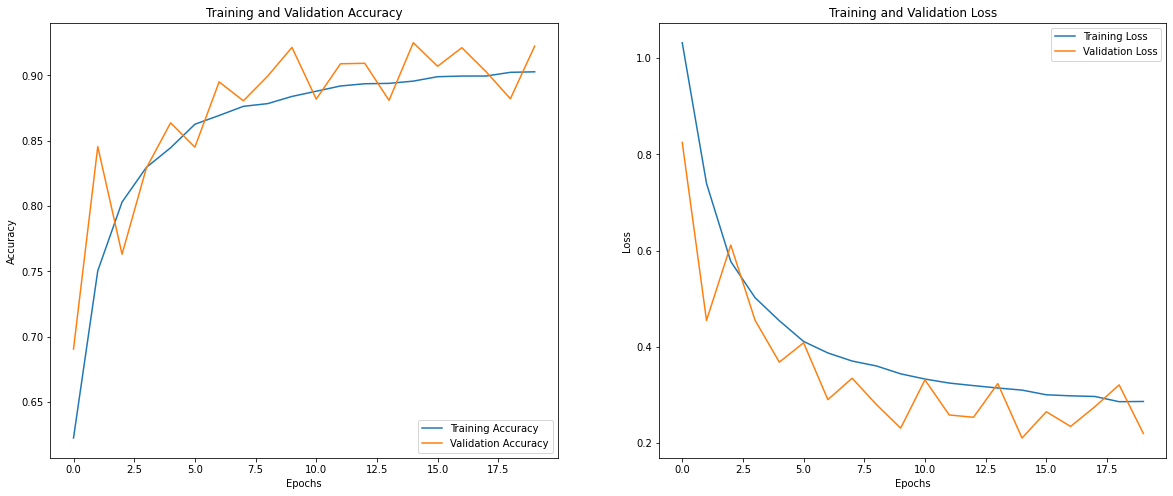 Training and Validation Accuracy
0.90
0.85
0.80
0.75
0.70
0.65
Accuracy
0.0 2.5 5.0 7.5 10.0 12.5 15.0 17.5
Epochs
Training Accuracy
Validation Accuracy
Training and Validation Loss
1.0
0.8
0.6
0.4
0.2
Loss
0.0 2.5 5.0 7.5 10.0 12.5 15.0 17.5
Epochs
Training Loss
Validation Loss